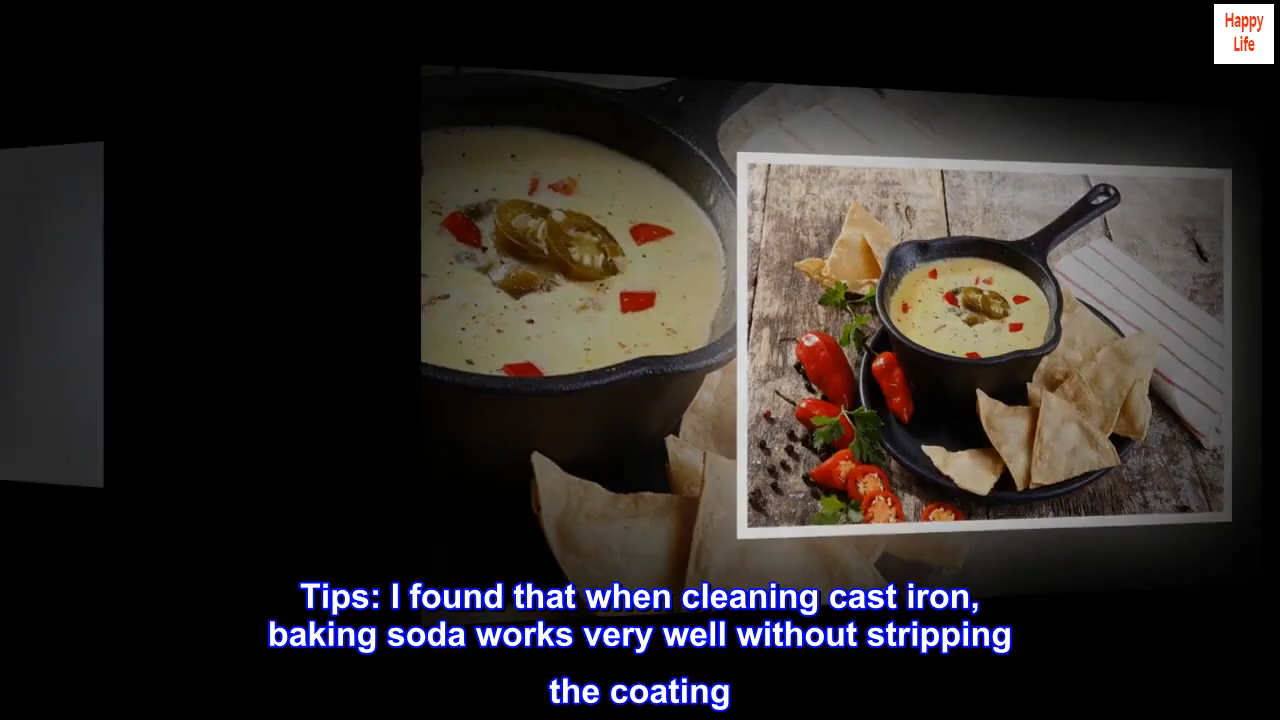 Happy
Life
Tips: I found that when cleaning cast iron,
baking soda works very well without stripping
the coating